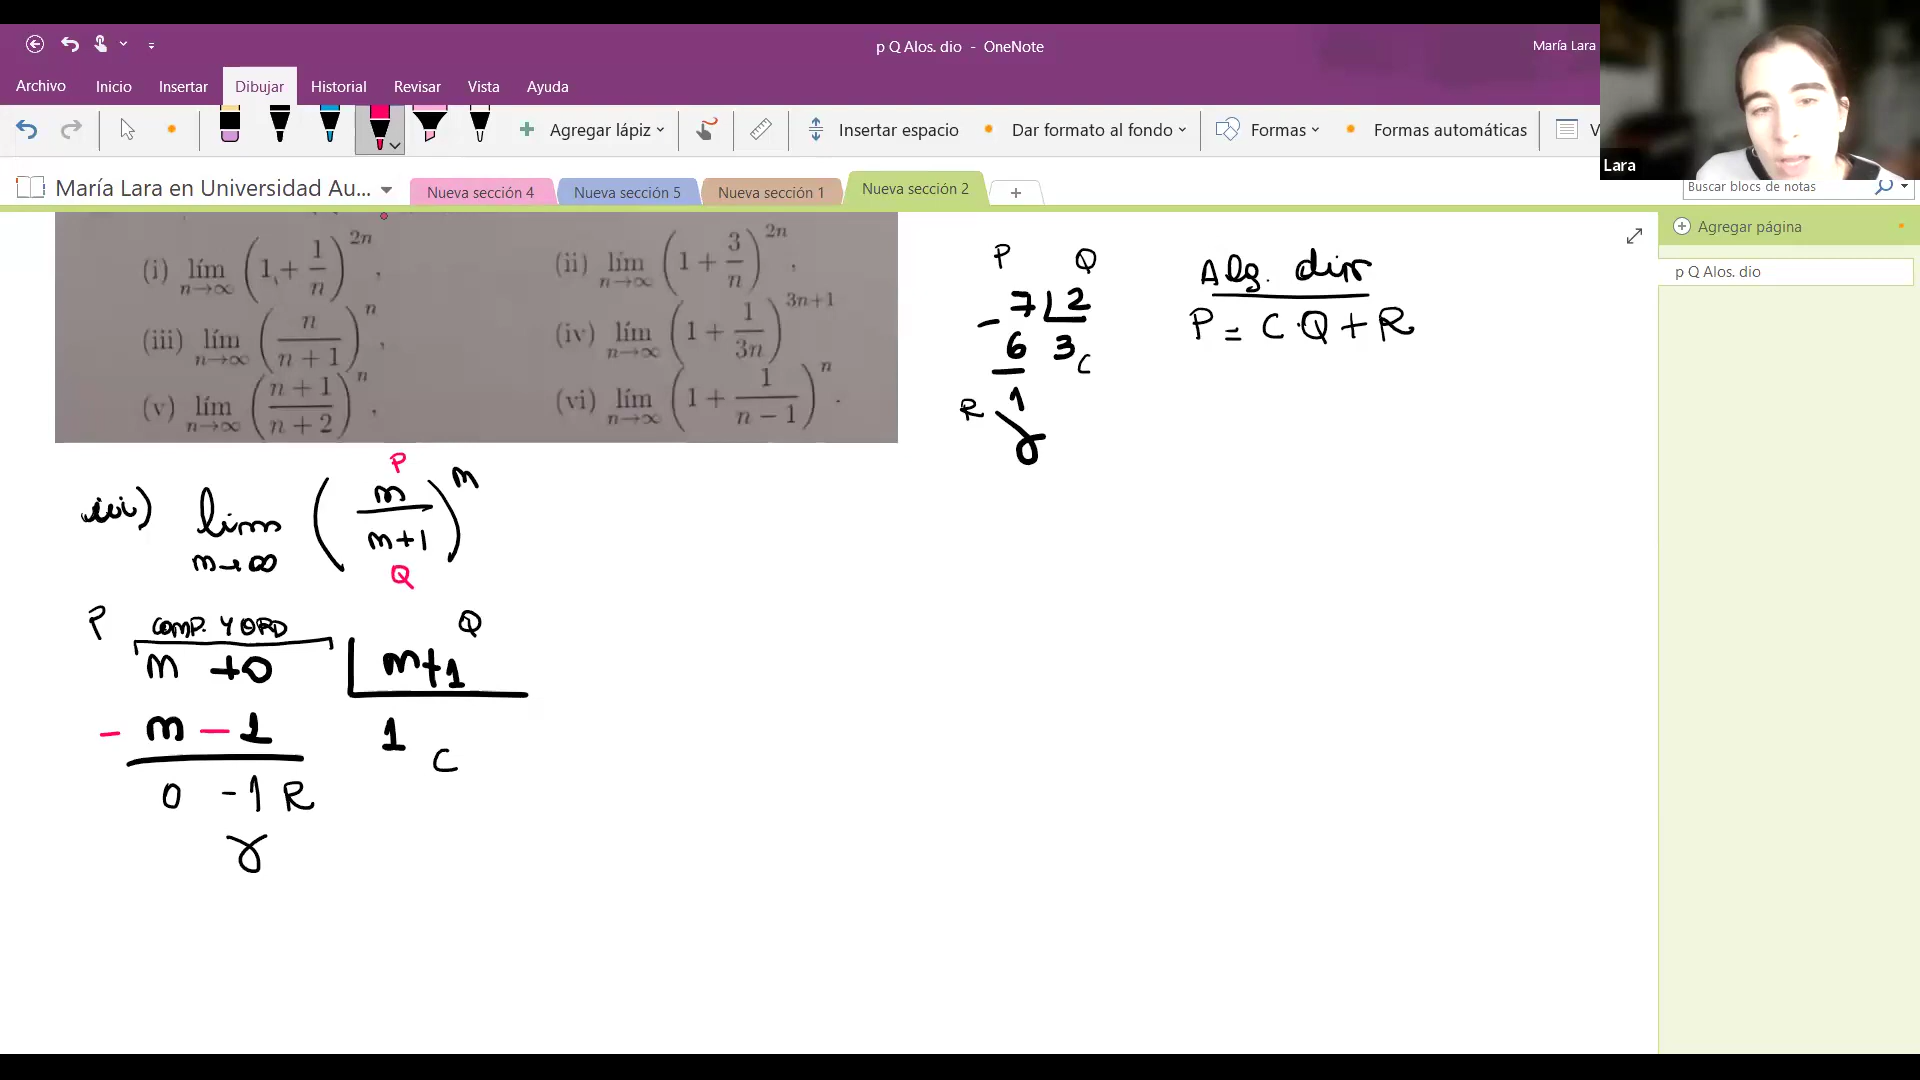 p Q Alos. dio - OneNote
María Lara
Archivo Inicio Insertar Dibujar Historial Revisar Vista Ayuda
Agregar lápiz Insertar espacio Dar formato al fondo Formas Formas automáticas V
Lara
María Lara en Universidad Au... Nueva sección 4 Nueva sección 5 Nueva sección 1 Nueva sección 2 +
Buscar blocs de notas
Agregar página
p Q Alos. dio
(i) lím n→∞ (1 + 1/n)^2n,
(ii) lím n→∞ (1 + 3/n)^2n,
(iii) lím n→∞ (n/(n + 1))^n,
(iv) lím n→∞ (1 + 1/3n)^3n+1
(v) lím n→∞ ((n + 1)/(n + 2))^n,
(vi) lím n→∞ (1 + 1/(n − 1))^n.
P Q
7 2
- 6 3 C
R 1
Alg. div
P = C·Q + R
P
iii) lim m→∞ (m/(m+1))^m
Q
P COMP. Y ORD Q
m +0 m+1
- m - 1 1 C
0 -1 R